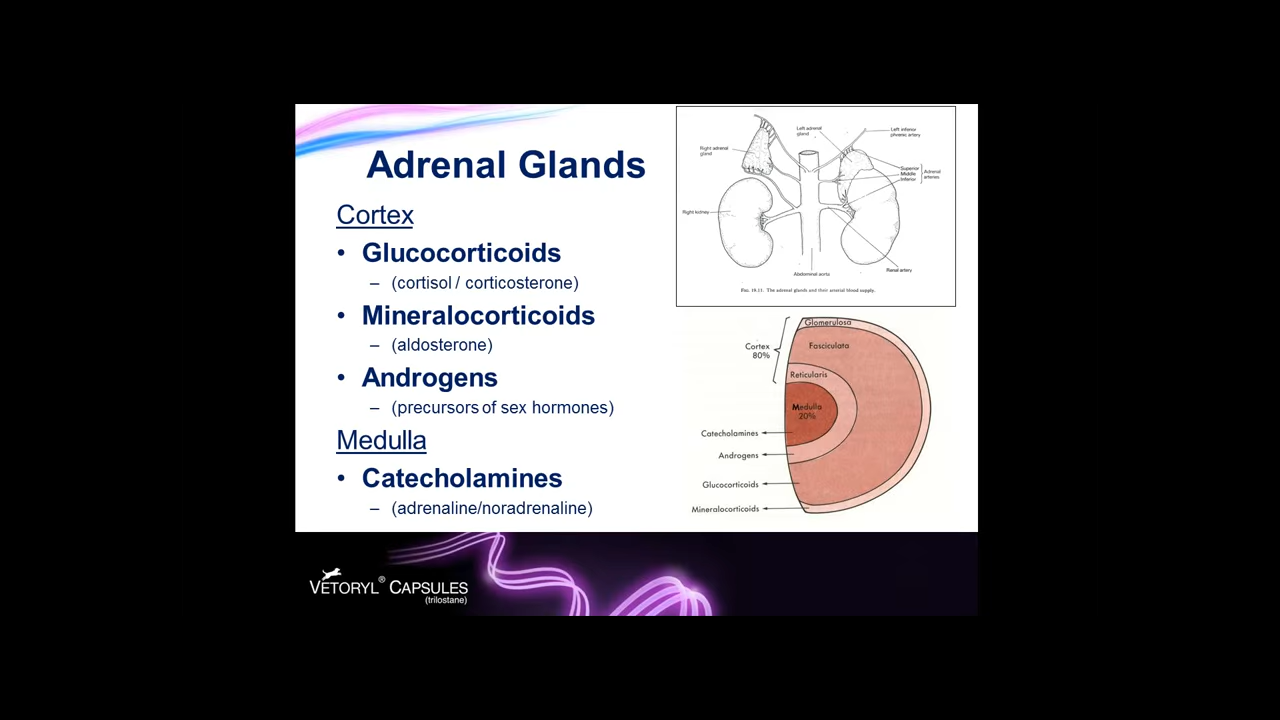 Adrenal Glands
Cortex
• Glucocorticoids
– (cortisol / corticosterone)
• Mineralocorticoids
– (aldosterone)
• Androgens
– (precursors of sex hormones)
Medulla
• Catecholamines
– (adrenaline/noradrenaline)
Left adrenal
gland
Left inferior
phrenic artery
Right adrenal
gland
Superior
Middle
Inferior
Adrenal
arteries
Right kidney
Renal artery
Abdominal aorta
FIG. 19.11. The adrenal glands and their arterial blood supply.
Glomerulosa
Cortex
80%
Fasciculata
Reticularis
Medulla
20%
Catecholamines
Androgens
Glucocorticoids
Mineralocorticoids
VETORYL® CAPSULES
(trilostane)